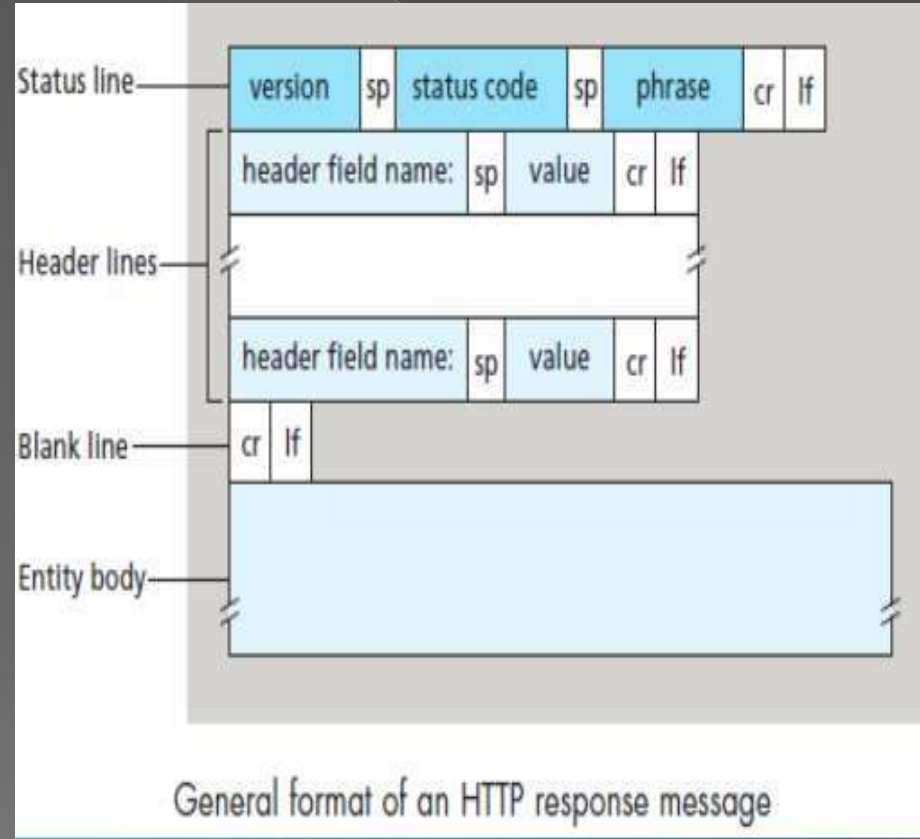 Status line version sp status code sp phrase cr lf
header field name: sp value cr lf
Header lines
header field name: sp value cr lf
Blank line cr lf
Entity body
General format of an HTTP response message